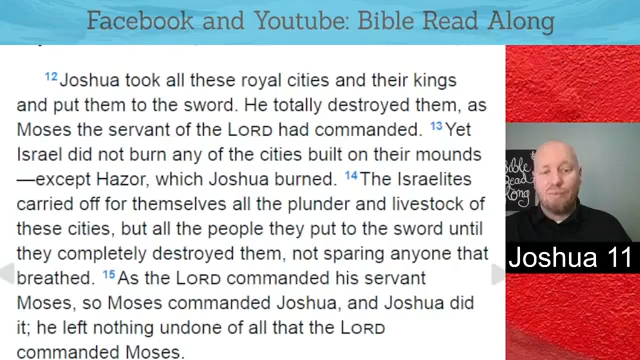 Facebook and Youtube: Bible Read Along
12 Joshua took all these royal cities and their kings
and put them to the sword. He totally destroyed them, as
Moses the servant of the LORD had commanded. 13 Yet
Israel did not burn any of the cities built on their mounds
—except Hazor, which Joshua burned. 14 The Israelites
carried off for themselves all the plunder and livestock of
these cities, but all the people they put to the sword until
they completely destroyed them, not sparing anyone that
breathed. 15 As the LORD commanded his servant
Moses, so Moses commanded Joshua, and Joshua did
it; he left nothing undone of all that the LORD
commanded Moses.
Bible
Read
Along
Joshua 11